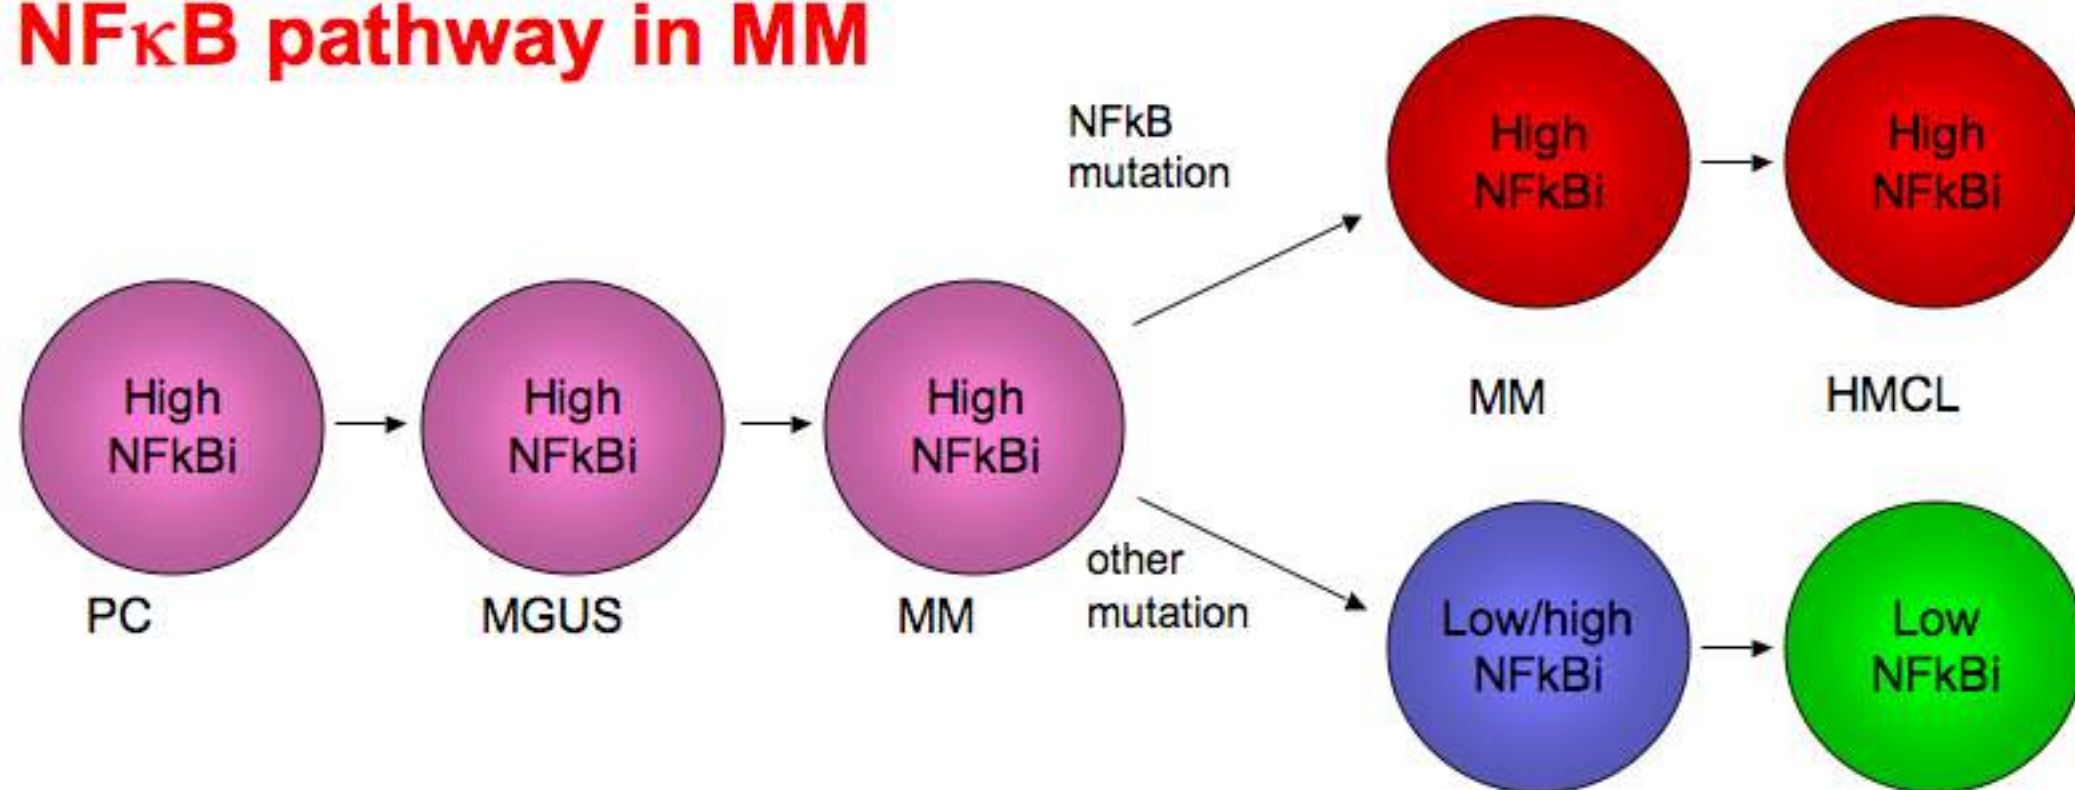 NFκB pathway in MM
NFkB
mutation
High
NFkBi
High
NFkBi
MM
HMCL
High
NFkBi
High
NFkBi
High
NFkBi
PC
MGUS
MM
other
mutation
Low/high
NFkBi
Low
NFkBi